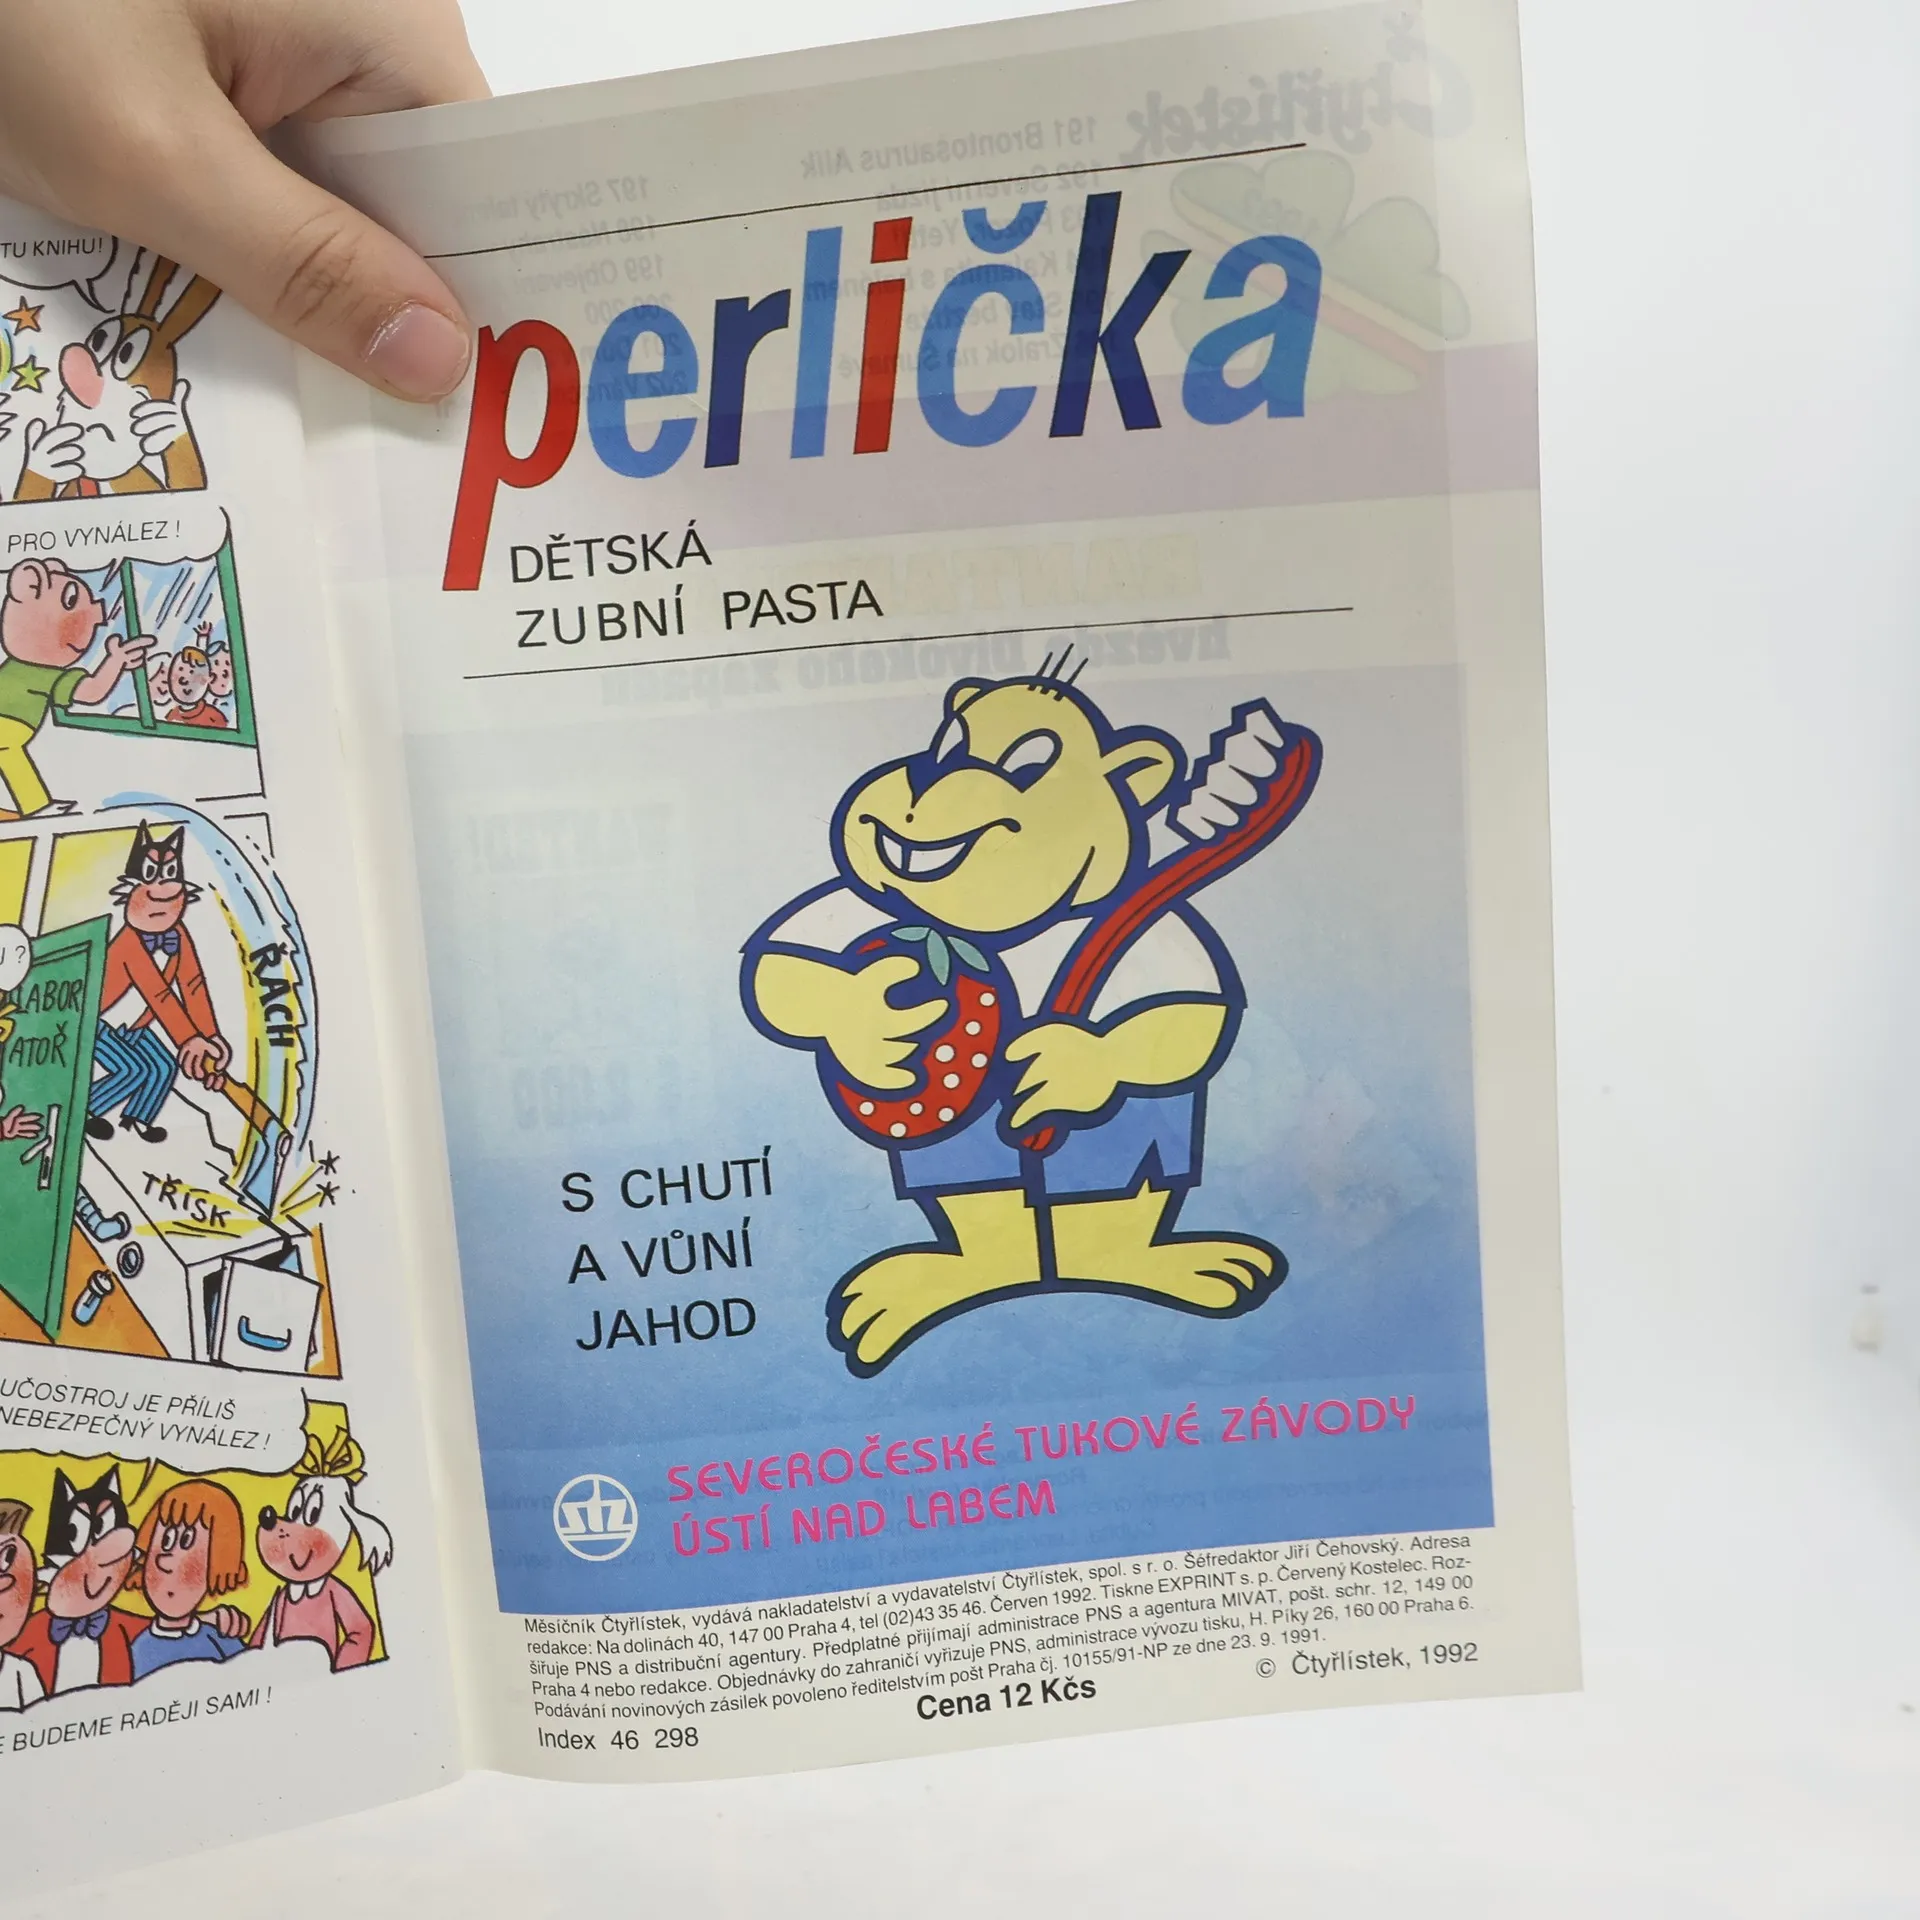 TU KNIHU!
PRO VYNÁLEZ!
ŘACH
LABOR
ATOŘ
TŘÍSK
UČOSTROJ JE PŘÍLIŠ
NEBEZPEČNÝ VYNÁLEZ!
BUDEME RADĚJI SAMI!
perlička
DĚTSKÁ
ZUBNÍ PASTA
S CHUTÍ
A VŮNÍ
JAHOD
stz
SEVEROČESKÉ TUKOVÉ ZÁVODY
ÚSTÍ NAD LABEM
Měsíčník Čtyřlístek, vydává nakladatelství a vydavatelství Čtyřlístek, spol. s r. o. Šéfredaktor Jiří Čehovský. Adresa
redakce: Na dolinách 40, 147 00 Praha 4, tel (02)43 35 46. Červen 1992. Tiskne EXPRINT s. p. Červený Kostelec. Roz-
šiřuje PNS a distribuční agentury. Předplatné přijímají administrace PNS a agentura MIVAT, pošt. schr. 12, 149 00
Praha 4 nebo redakce. Objednávky do zahraničí vyřizuje PNS, administrace vývozu tisku, H. Píky 26, 160 00 Praha 6.
Podávání novinových zásilek povoleno ředitelstvím pošt Praha čj. 10155/91-NP ze dne 23. 9. 1991.
© Čtyřlístek, 1992
Cena 12 Kčs
Index 46 298